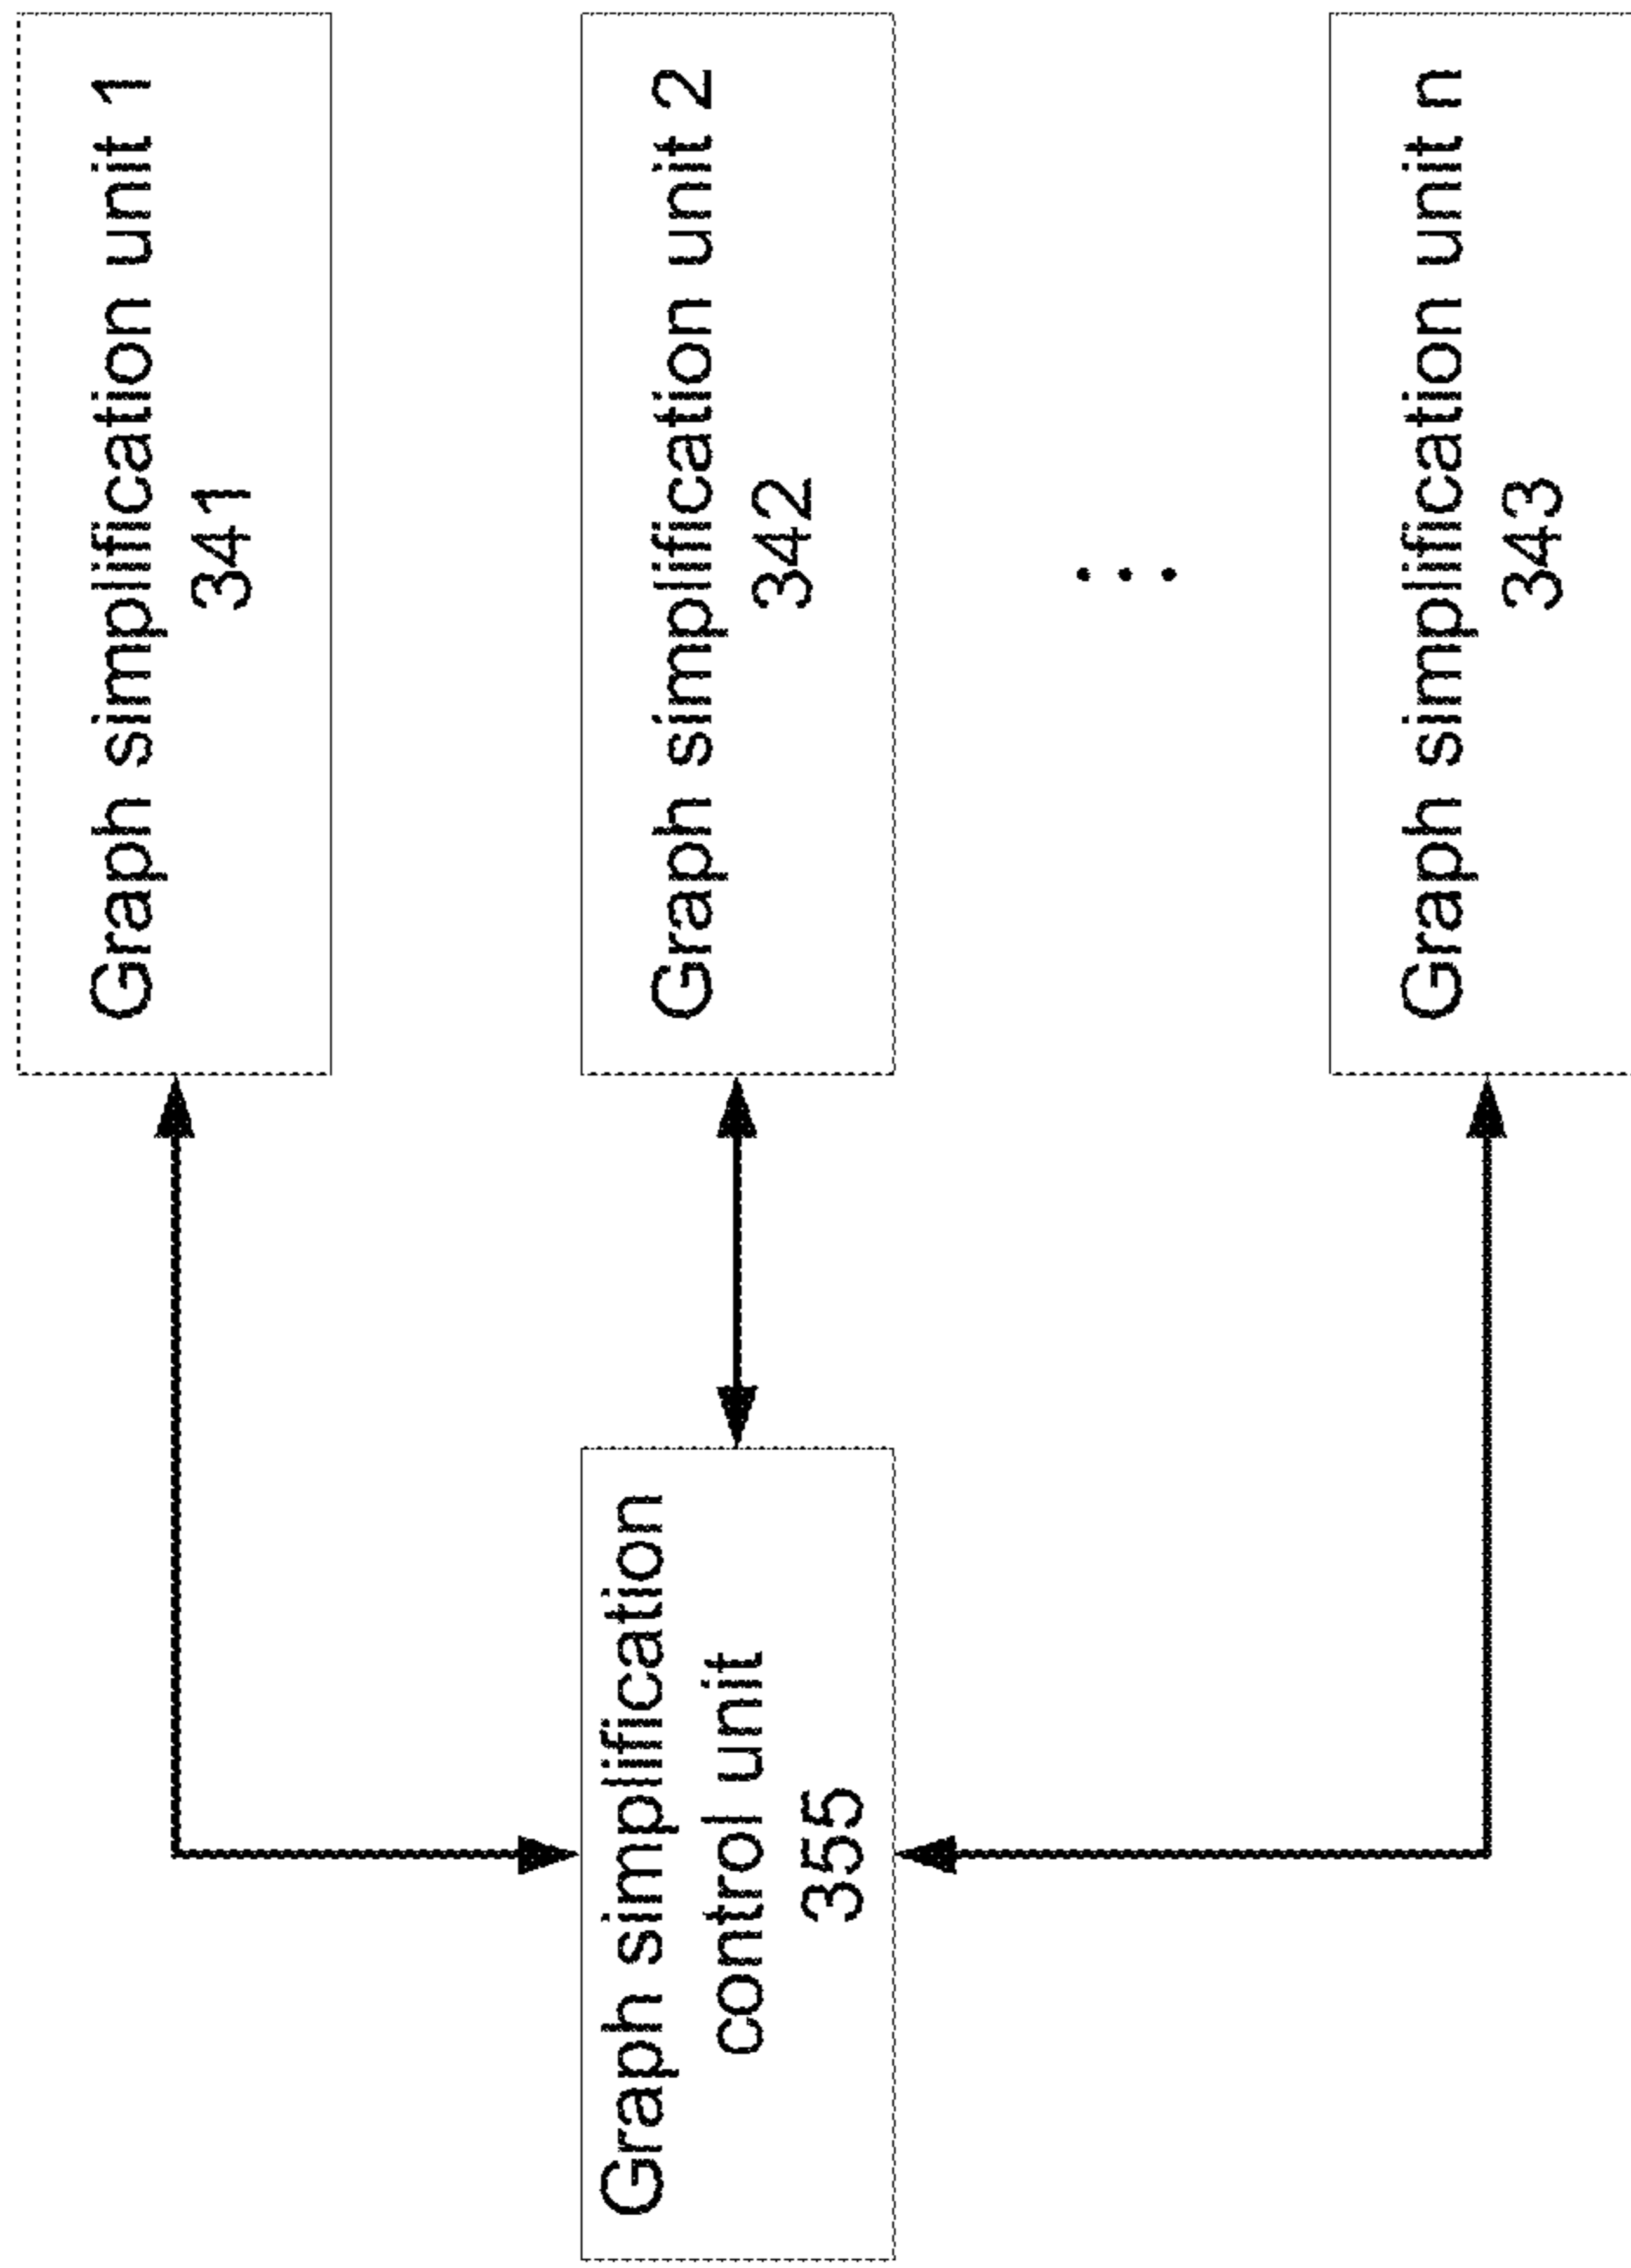 Graph simplification unit 1
341
Graph simplification
control unit
355
Graph simplification unit 2
342
...
Graph simplification unit n
343